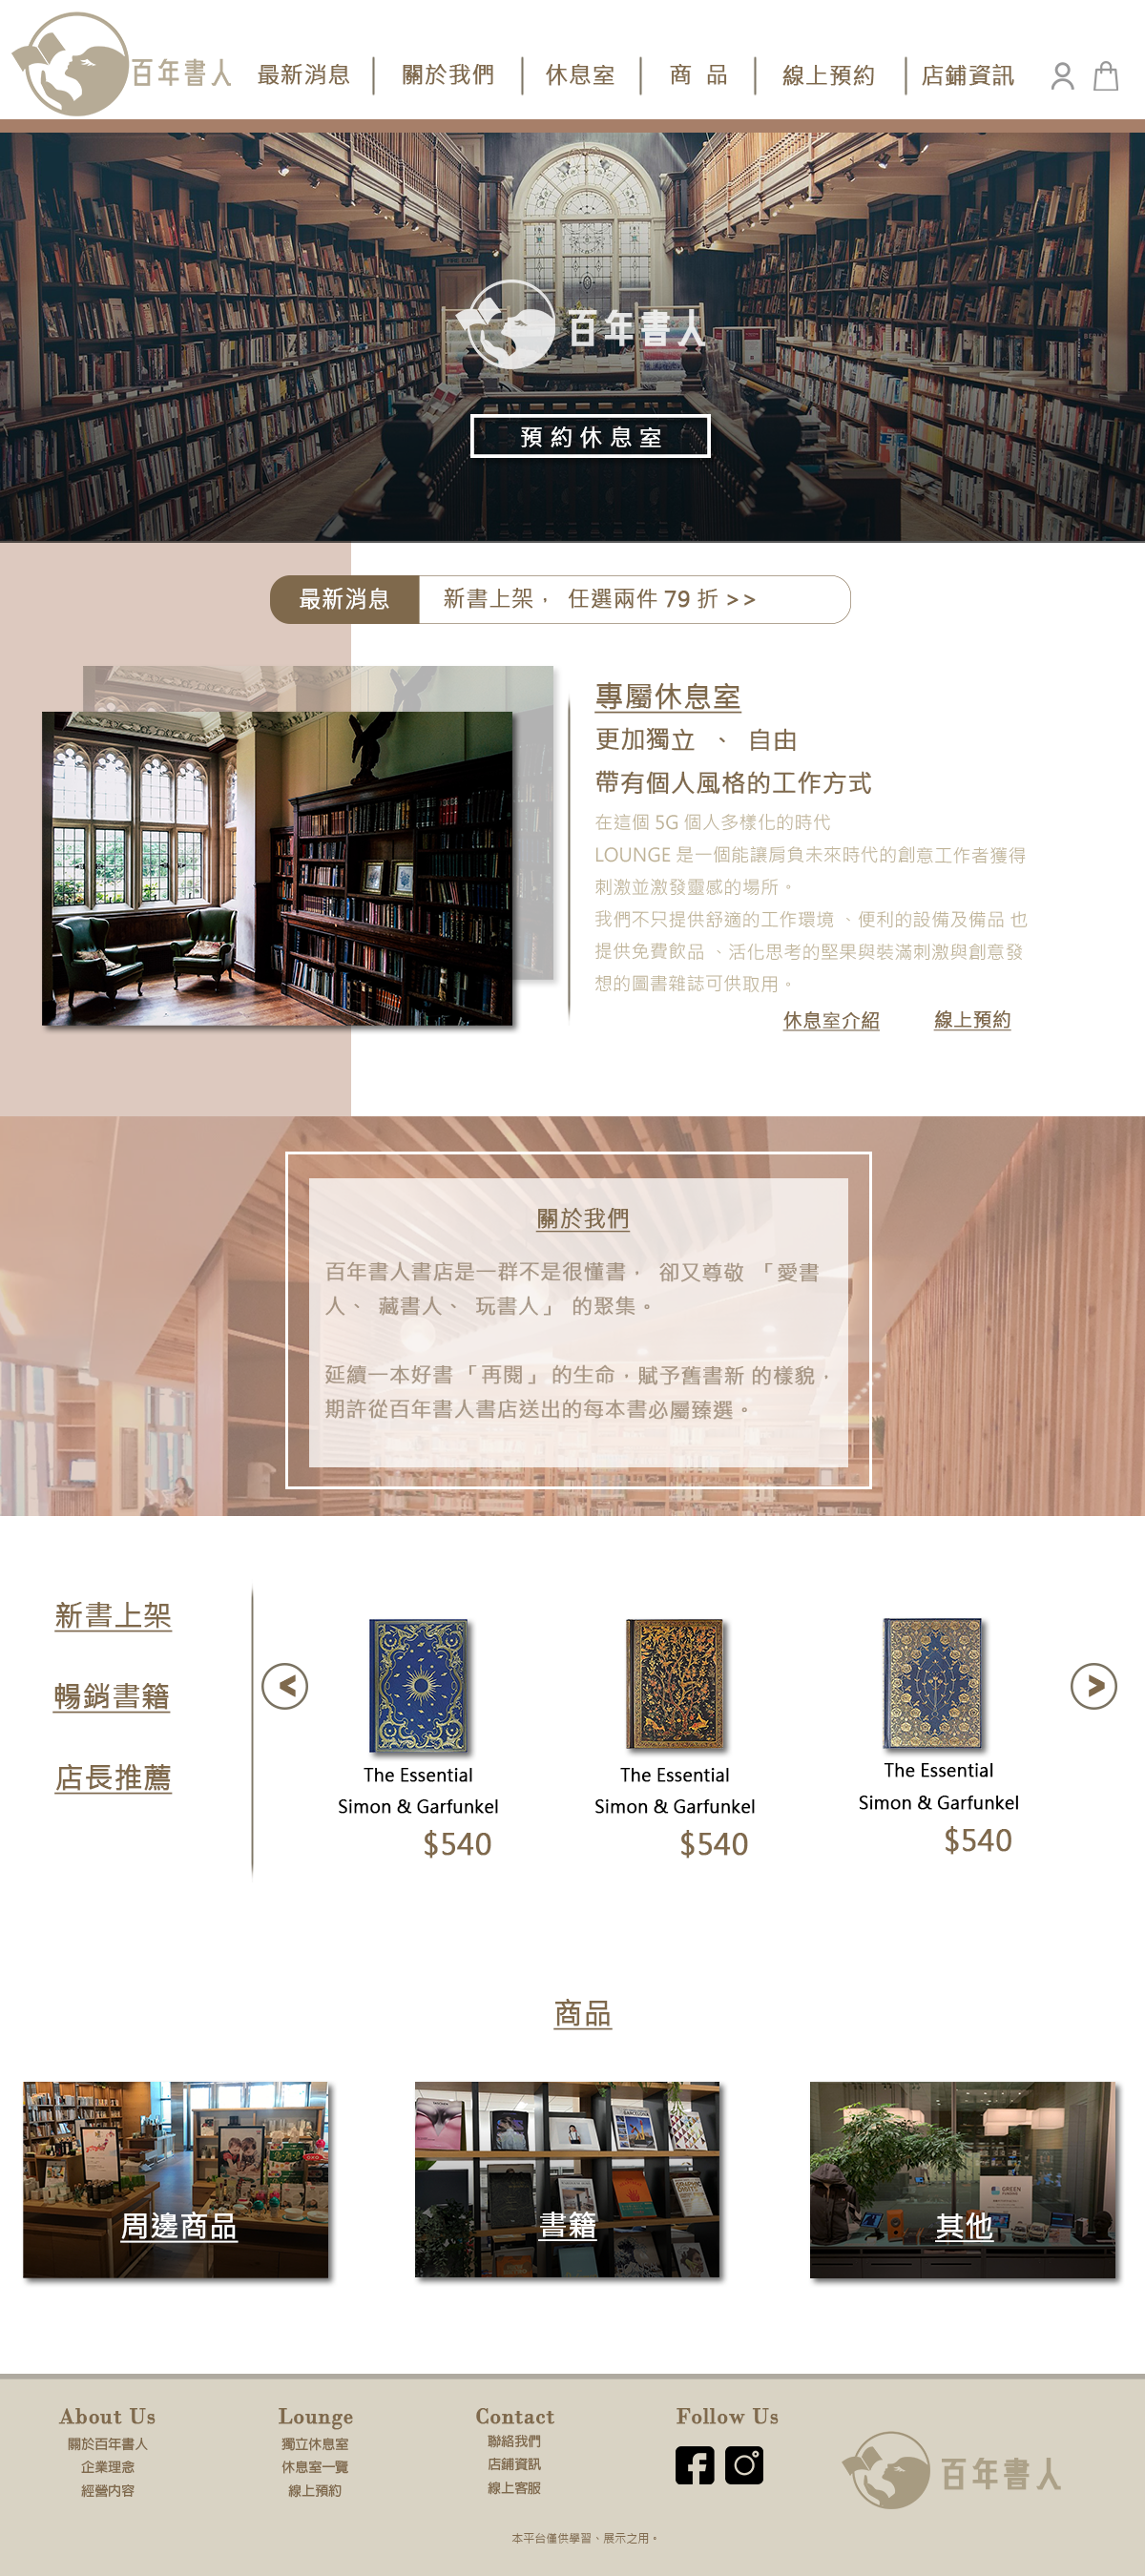 百年書人
最新消息
關於我們
休息室
商 品
線上預約
店鋪資訊
百年書人
預約休息室
最新消息
新書上架， 任選兩件 79 折 >>
專屬休息室
更加獨立 、 自由
帶有個人風格的工作方式
在這個 5G 個人多樣化的時代
LOUNGE 是一個能讓肩負未來時代的創意工作者獲得
刺激並激發靈感的場所。
我們不只提供舒適的工作環境 、便利的設備及備品 也
提供免費飲品 、活化思考的堅果與裝滿刺激與創意發
想的圖書雜誌可供取用。
休息室介紹
線上預約
關於我們
百年書人書店是一群不是很懂書， 卻又尊敬 「愛書
人、 藏書人、 玩書人」 的聚集。
延續一本好書「再閱」 的生命，賦予舊書新 的樣貌，
期許從百年書人書店送出的每本書必屬臻選。
新書上架
暢銷書籍
店長推薦
<
The Essential
Simon & Garfunkel
$540
The Essential
Simon & Garfunkel
$540
The Essential
Simon & Garfunkel
$540
>
商品
周邊商品
書籍
其他
GREEN
About Us
關於百年書人
企業理念
經營內容
Lounge
獨立休息室
休息室一覽
線上預約
Contact
聯絡我們
店鋪資訊
線上客服
Follow Us
百年書人
本平台僅供學習、展示之用。